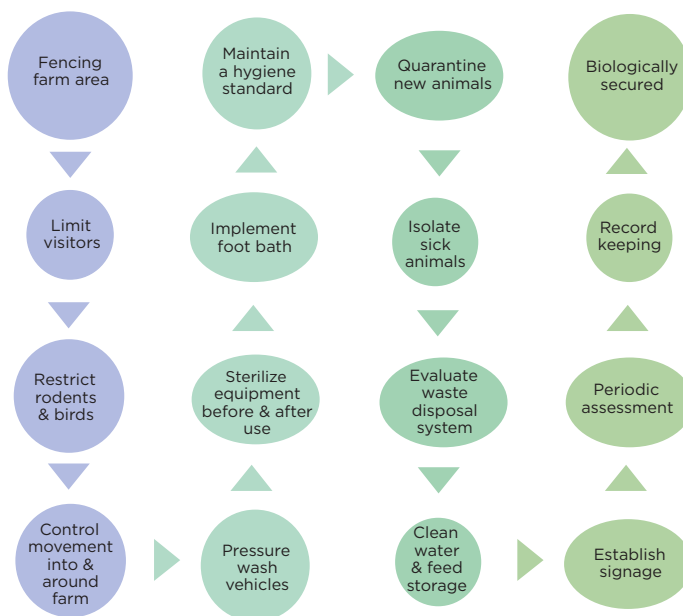 Fencing
farm area
Limit
visitors
Restrict
rodents
& birds
Control
movement
into &
around
farm
Pressure
wash
vehicles
Sterilize
equipment
before & after
use
Implement
foot bath
Maintain
a hygiene
standard
Quarantine
new animals
Isolate
sick
animals
Evaluate
waste
disposal
system
Clean
water
& feed
storage
Establish
signage
Periodic
assessment
Record
keeping
Biologically
secured